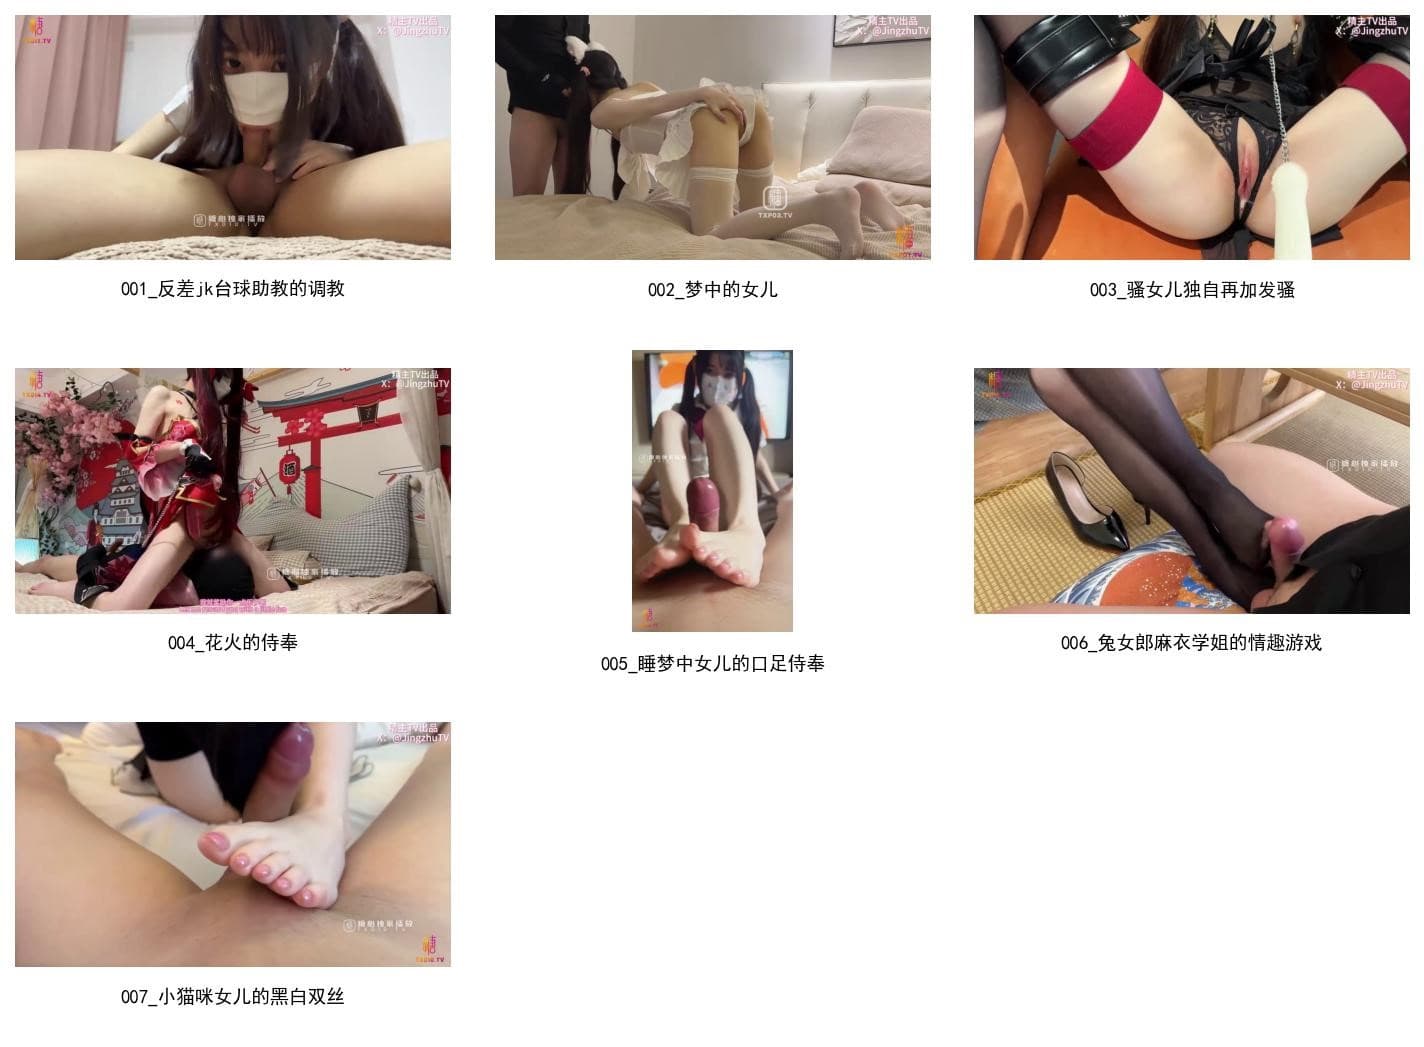 精主TV出品
X: @JingzhuTV
精主TV出品
X: @JingzhuTV
精主TV出品
X: @JingzhuTV
TXP03.TV
001_反差jk台球助教的调教
002_梦中的女儿
003_骚女儿独自再加发骚
精主TV出品
X: @JingzhuTV
精主TV出品
X: @JingzhuTV
酒
004_花火的侍奉
005_睡梦中女儿的口足侍奉
006_兔女郎麻衣学姐的情趣游戏
精主TV出品
X: @JingzhuTV
007_小猫咪女儿的黑白双丝